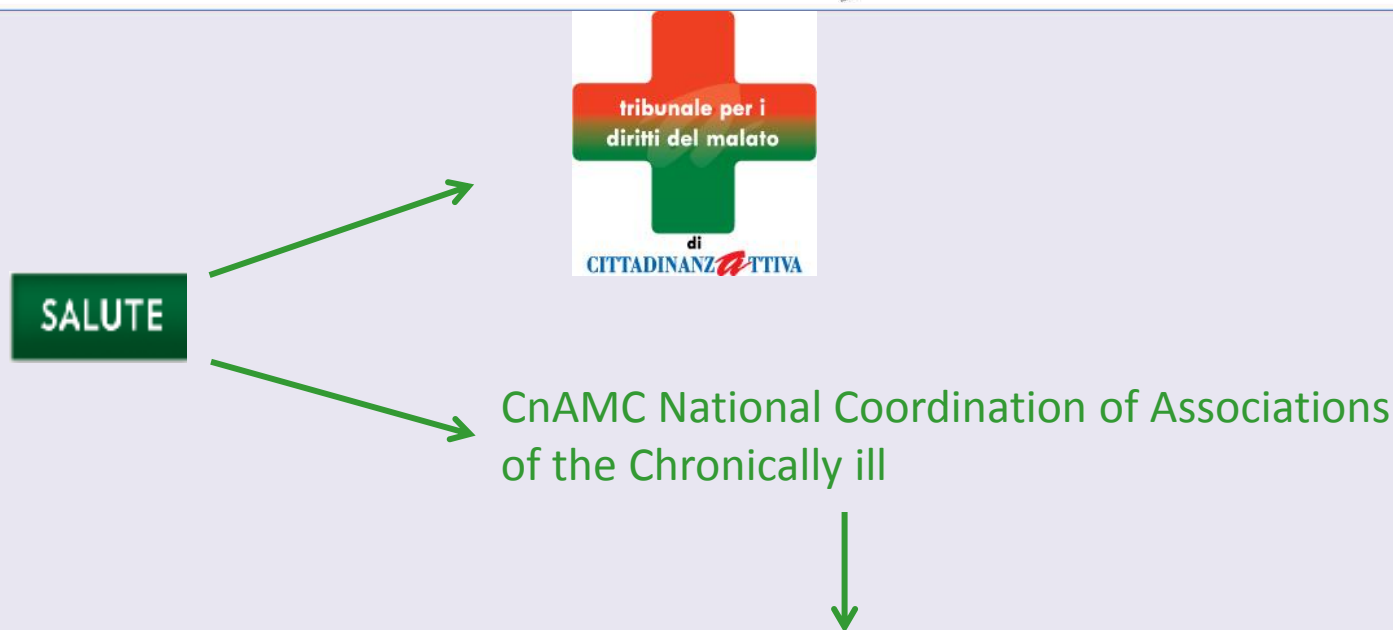 tribunale per i
diritti del malato
di
CITTADINANZATTIVA
SALUTE
CnAMC National Coordination of Associations
of the Chronically ill